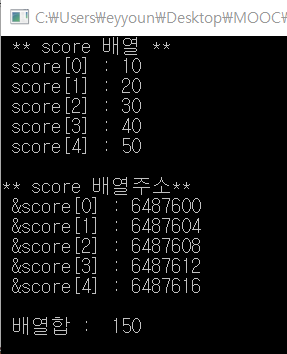 C:₩Users₩eyyoun₩Desktop₩MOOC₩
** score 배열 **
score[0] : 10
score[1] : 20
score[2] : 30
score[3] : 40
score[4] : 50
** score 배열주소**
&score[0] : 6487600
&score[1] : 6487604
&score[2] : 6487608
&score[3] : 6487612
&score[4] : 6487616
배열합 : 150